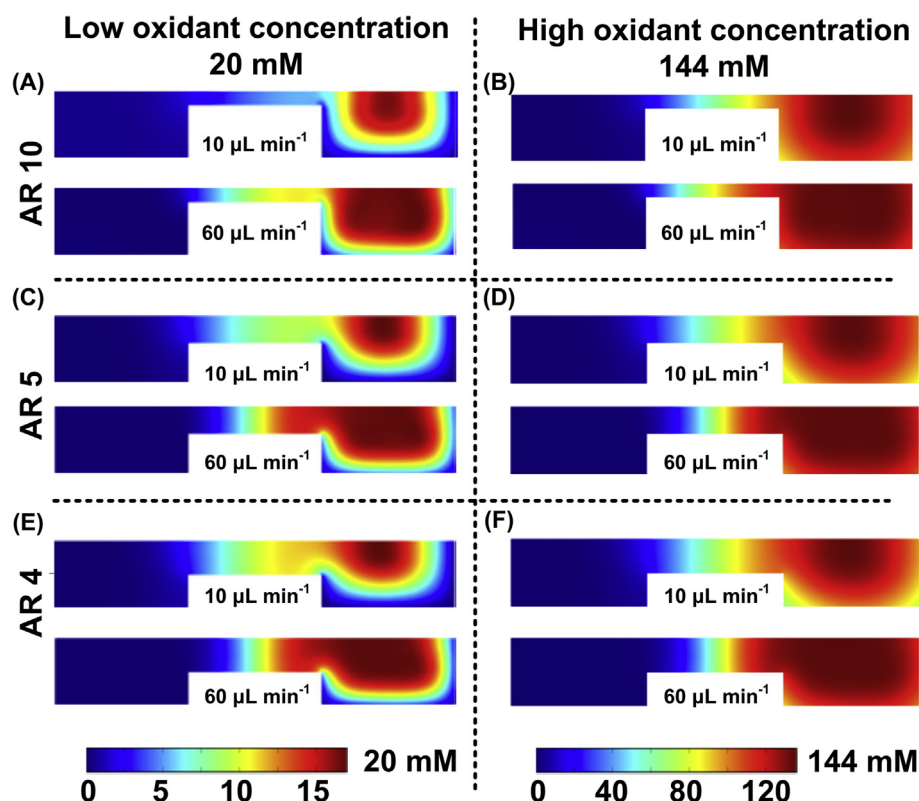 Low oxidant concentration
20 mM
High oxidant concentration
144 mM
AR 10
(A)
10 µL min⁻¹
60 µL min⁻¹
(B)
10 µL min⁻¹
60 µL min⁻¹
AR 5
(C)
10 µL min⁻¹
60 µL min⁻¹
(D)
10 µL min⁻¹
60 µL min⁻¹
AR 4
(E)
10 µL min⁻¹
60 µL min⁻¹
(F)
10 µL min⁻¹
60 µL min⁻¹
20 mM
0 5 10 15
144 mM
0 40 80 120